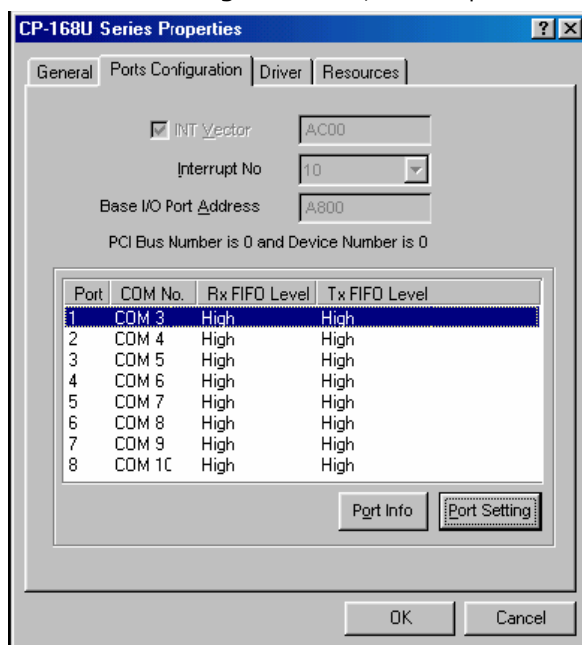 CP-168U Series Properties
General Ports Configuration Driver Resources
INT Vector AC00
Interrupt No 10
Base I/O Port Address A800
PCI Bus Number is 0 and Device Number is 0
Port COM No. Rx FIFO Level Tx FIFO Level
1 COM 3 High High
2 COM 4 High High
3 COM 5 High High
4 COM 6 High High
5 COM 7 High High
6 COM 8 High High
7 COM 9 High High
8 COM 10 High High
Port Info Port Setting
OK Cancel